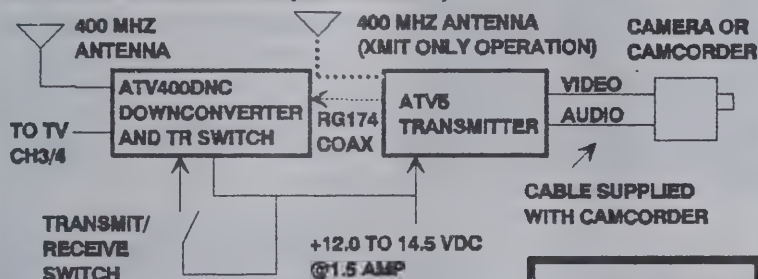 400 MHZ
ANTENNA
400 MHZ ANTENNA
(XMIT ONLY OPERATION)
CAMERA OR
CAMCORDER
ATV400DNC
DOWNCONVERTER
AND TR SWITCH
TO TV
CH3/4
RG174
COAX
ATV5
TRANSMITTER
VIDEO
AUDIO
TRANSMIT/
RECEIVE
SWITCH
+12.0 TO 14.5 VDC
@1.5 AMP
CABLE SUPPLIED
WITH CAMCORDER